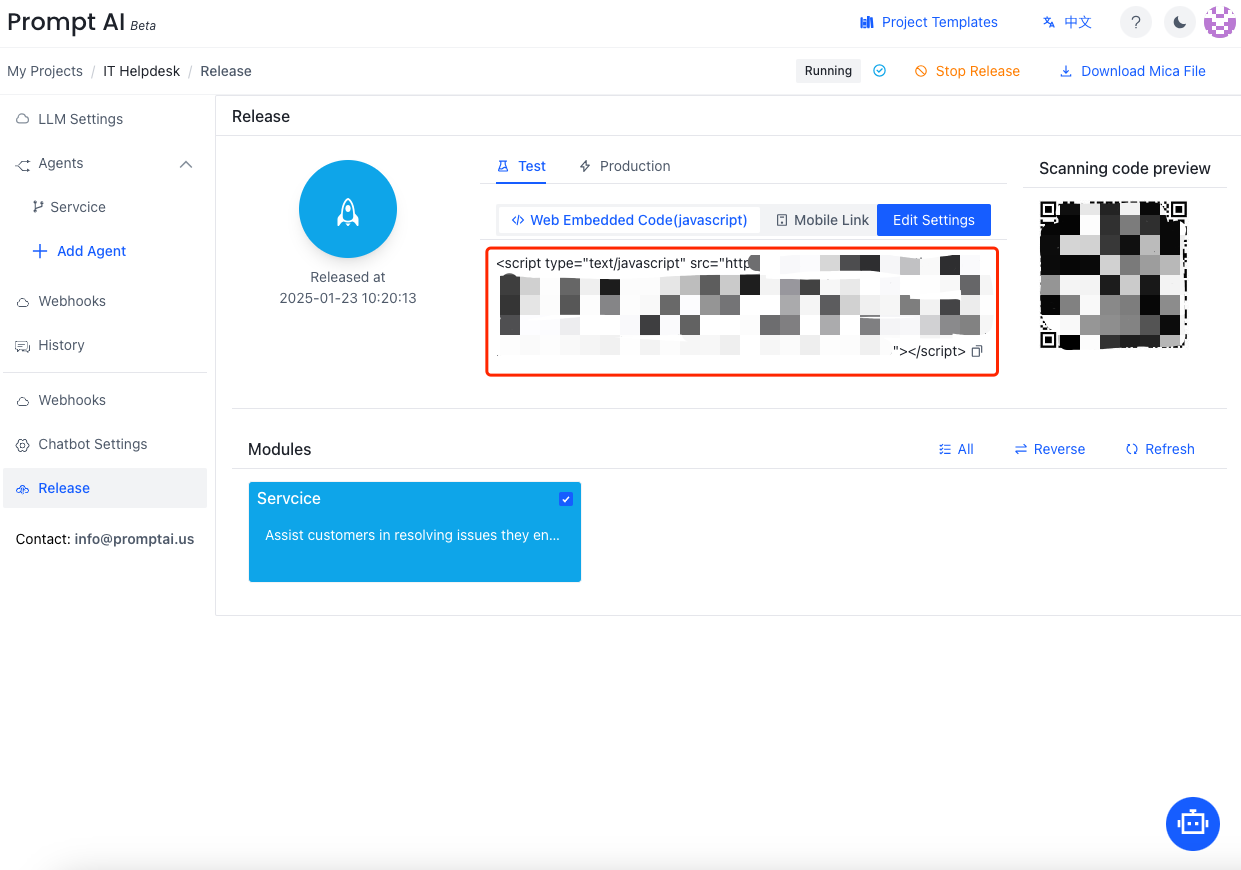 Prompt AI Beta
Project Templates
中文
?
My Projects / IT Helpdesk / Release
Running
Stop Release
Download Mica File
LLM Settings
Agents
Servcice
Add Agent
Webhooks
History
Webhooks
Chatbot Settings
Release
Contact: info@promptai.us
Release
Released at
2025-01-23 10:20:13
Test
Production
Web Embedded Code(javascript)
Mobile Link
Edit Settings
<script type="text/javascript" src="http
"></script>
Scanning code preview
Modules
All
Reverse
Refresh
Servcice
Assist customers in resolving issues they en...